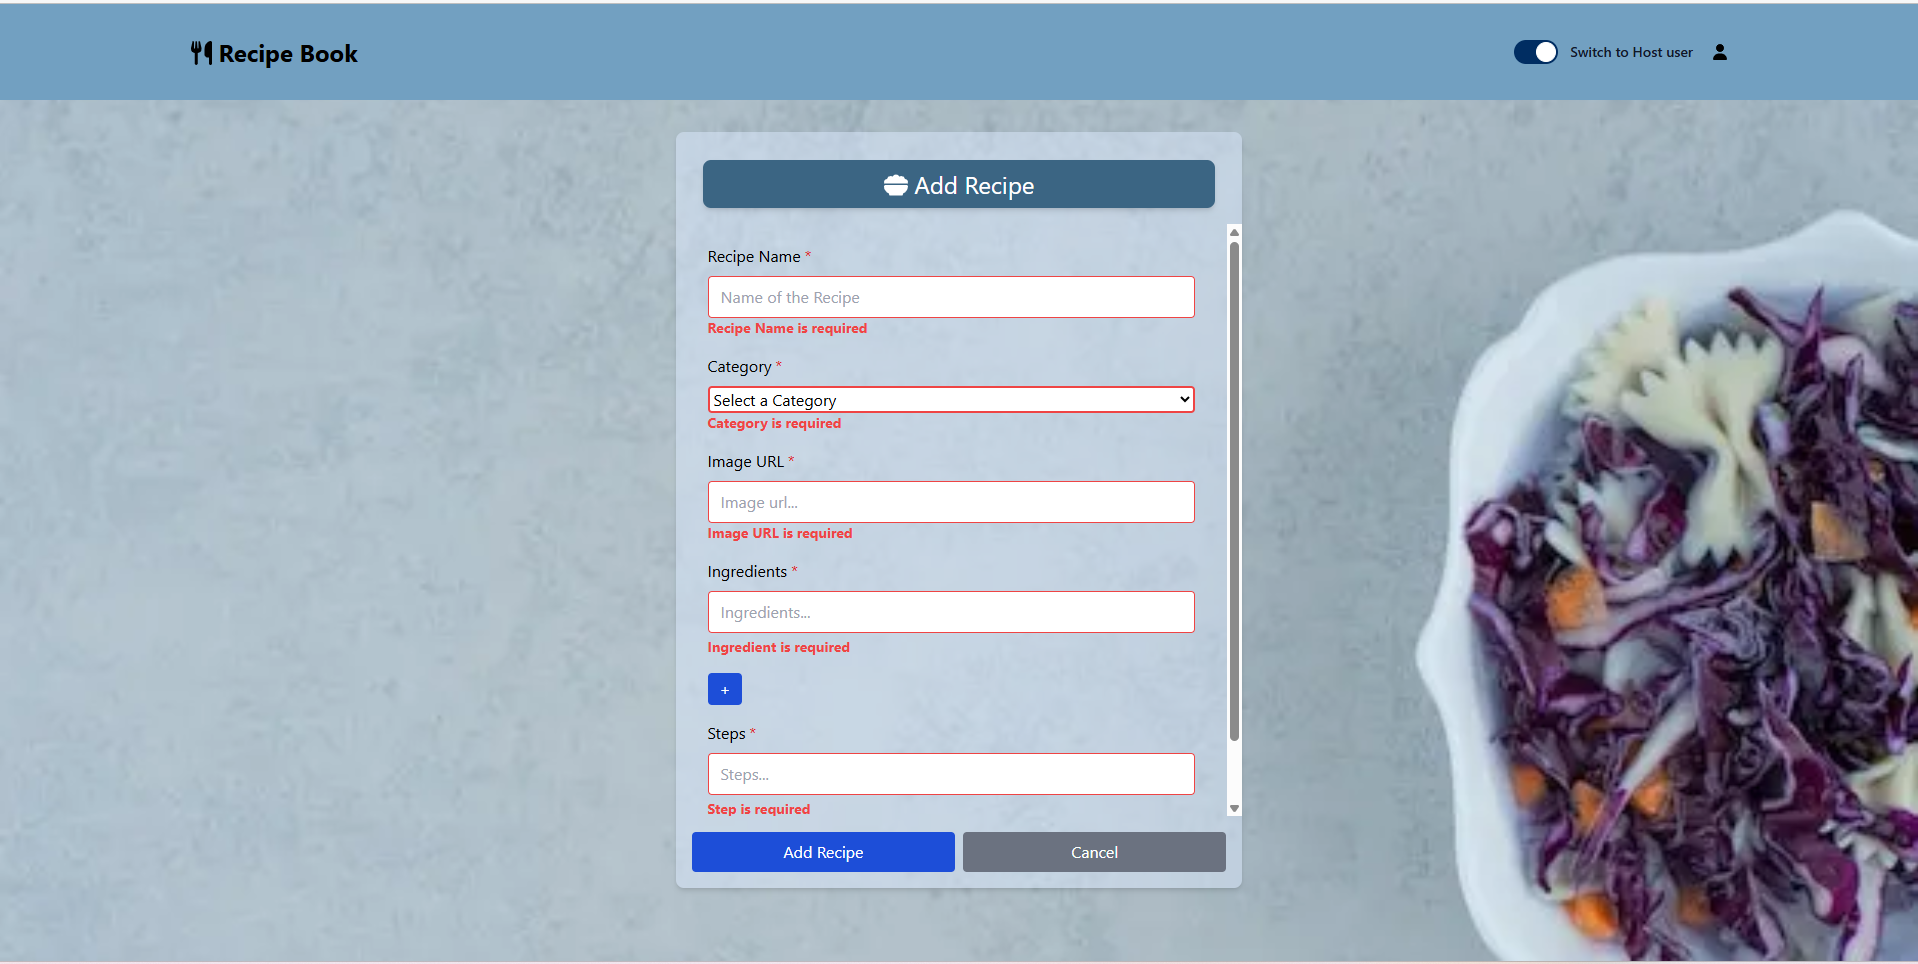 Recipe Book
Switch to Host user
Add Recipe
Recipe Name *
Name of the Recipe
Recipe Name is required
Category *
Select a Category
Category is required
Image URL *
Image url...
Image URL is required
Ingredients *
Ingredients...
Ingredient is required
+
Steps *
Steps...
Step is required
Add Recipe
Cancel